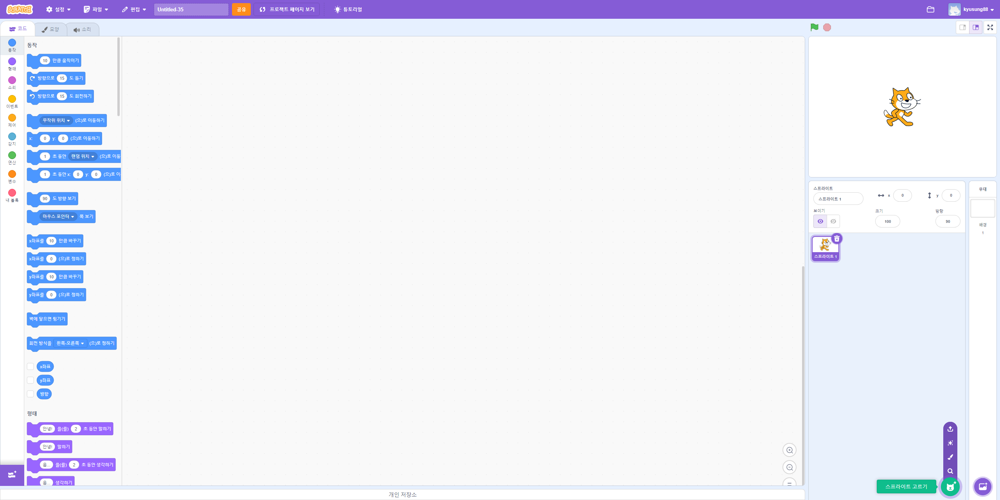 SCRATCH
설정
파일
편집
Untitled-35
공유
프로젝트 페이지 보기
튜토리얼
kyusung88
코드
모양
소리
동작
형태
소리
이벤트
제어
감지
연산
변수
내 블록
동작
10 만큼 움직이기
방향으로 15 도 돌기
방향으로 15 도 회전하기
무작위 위치 (으)로 이동하기
x: 0 y: 0 (으)로 이동하기
1 초 동안 랜덤 위치 (으)로 이동
1 초 동안 x: 0 y: 0 (으)로 이
90 도 방향 보기
마우스 포인터 쪽 보기
x좌표를 10 만큼 바꾸기
x좌표를 0 (으)로 정하기
y좌표를 10 만큼 바꾸기
y좌표를 0 (으)로 정하기
벽에 닿으면 튕기기
회전 방식을 왼쪽-오른쪽 (으)로 정하기
x좌표
y좌표
방향
형태
안녕! 을(를) 2 초 동안 말하기
안녕! 말하기
음... 을(를) 2 초 동안 생각하기
음... 생각하기
개인 저장소
스프라이트
스프라이트 1
x 0
y 0
보이기
크기
100
방향
90
스프라이트 1
무대
배경
1
스프라이트 고르기